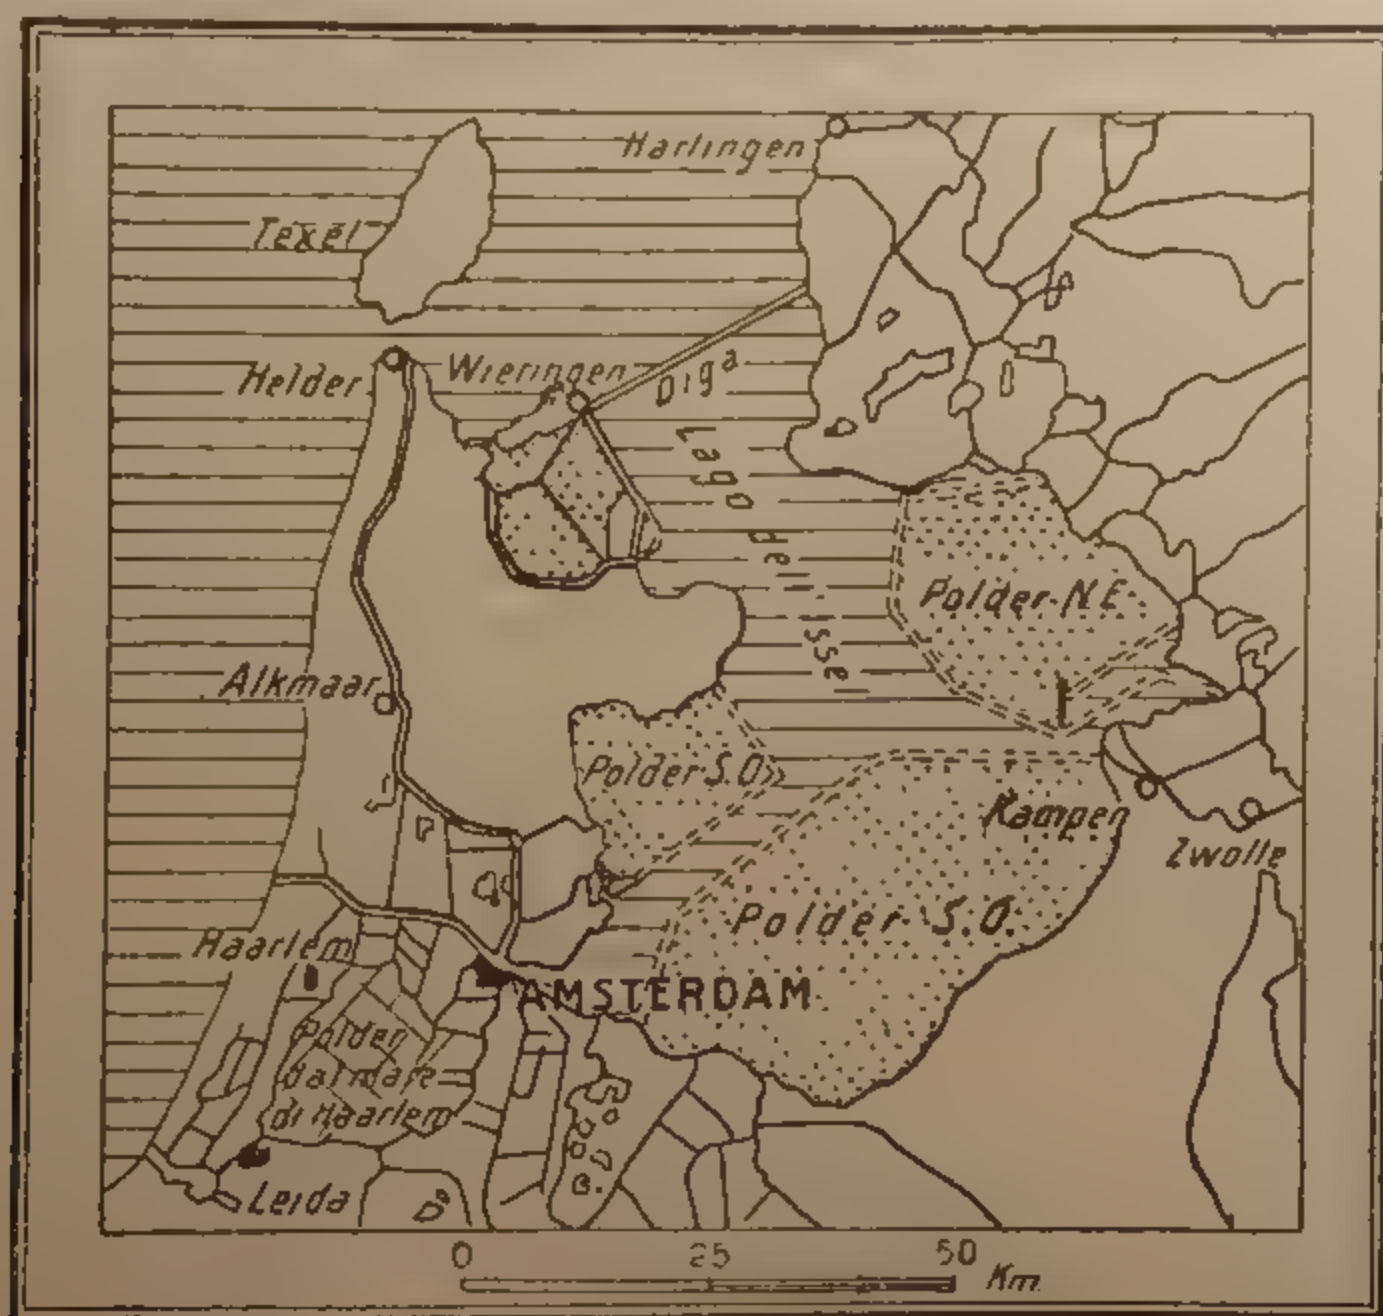 Harlingen
Texel
Helder
Wieringen
Diga
Lago dell'Issel
Polder N.E.
Alkmaar
Polder S.O.
Kampen
Zwolle
Polder S.O.
Haarlem
AMSTERDAM
Polder
dal mare
di Haarlem
Leida
0 25 50
Km